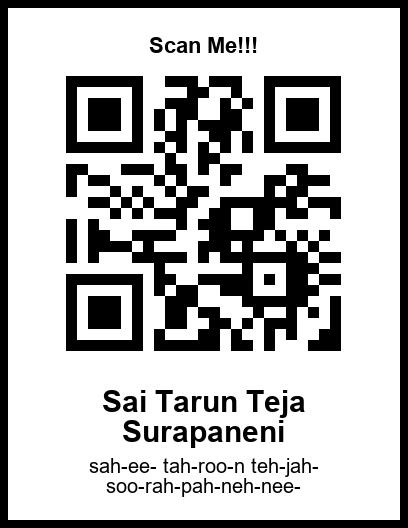 Scan Me!!!
Sai Tarun Teja
Surapaneni
sah-ee- tah-roo-n teh-jah-
soo-rah-pah-neh-nee-